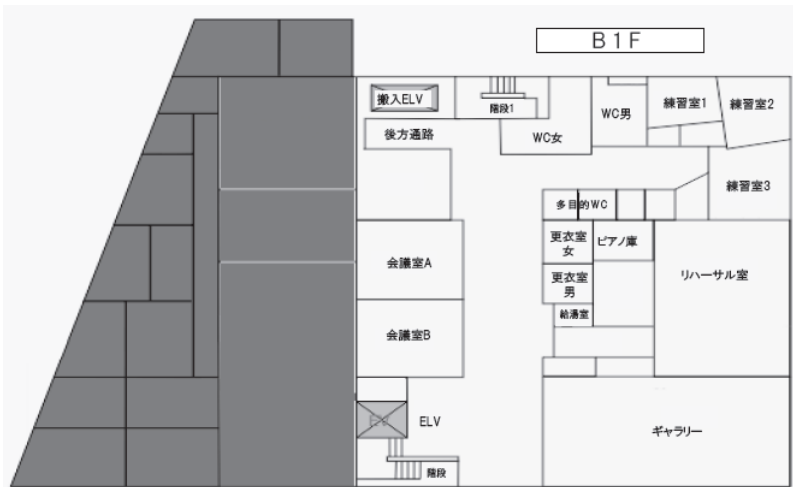 B1F
搬入ELV
階段1
後方通路
WC女
WC男
練習室1
練習室2
練習室3
多目的WC
更衣室
女
ピアノ庫
会議室A
リハーサル室
更衣室
男
給湯室
会議室B
ELV
ELV
ギャラリー
階段